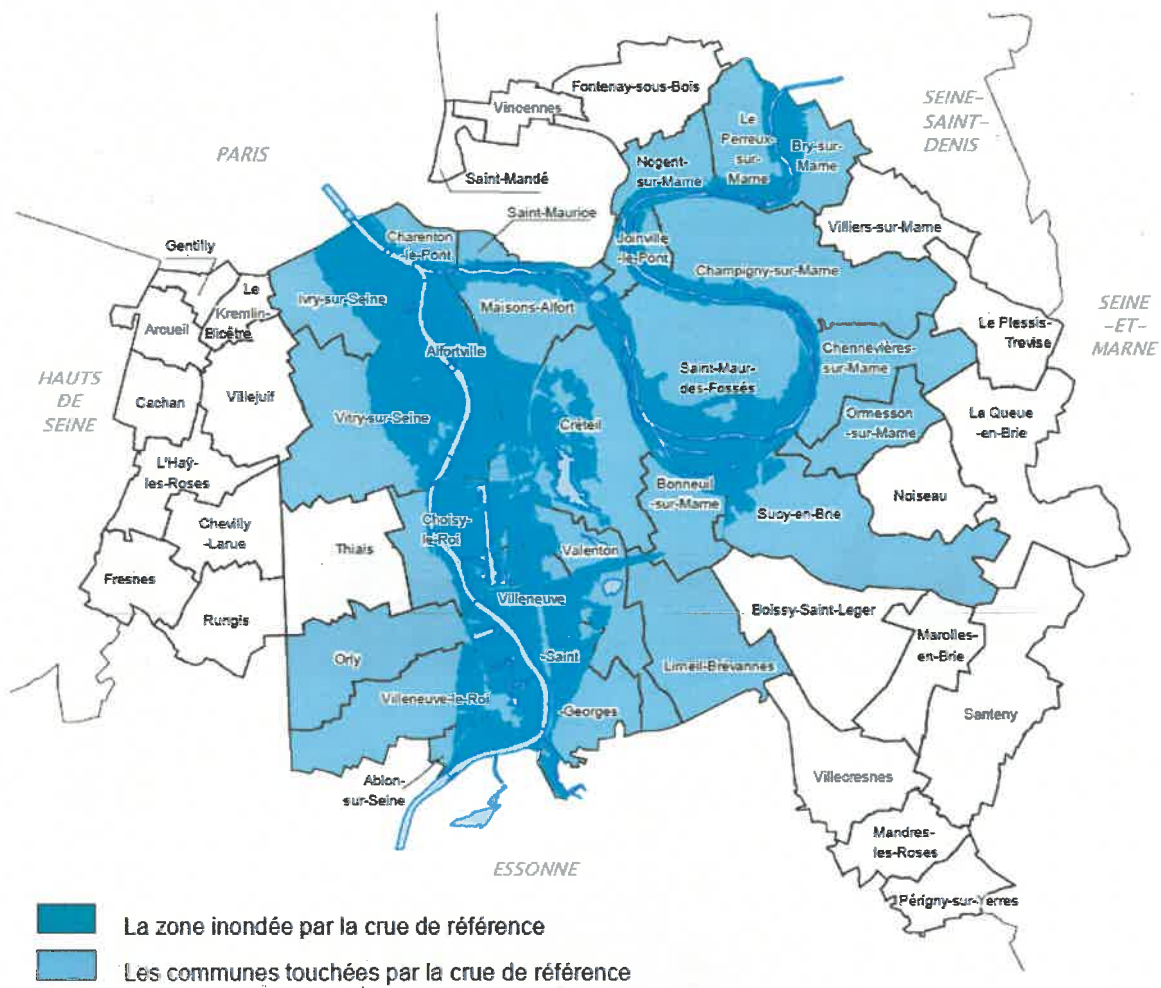 Fontenay-sous-Bois
Vincennes
SEINE-
SAINT-
DENIS
Le
Perreux-
sur-
Marne
Bry-sur-
Marne
PARIS
Nogent-
sur-Marne
Saint-Mandé
Saint-Maurice
Villiers-sur-Marne
Charenton
-le-Pont
Joinville
-le-Pont
Gentilly
Champigny-sur-Marne
Le
Kremlin-
Bicêtre
Ivry-sur-Seine
Maisons-Alfort
SEINE
-ET-
MARNE
Arcueil
Le Plessis-
Trevise
Alfortville
Chennevières-
sur-Marne
HAUTS
DE
SEINE
Cachan
Villejuif
Saint-Maur-
des-Fossés
Vitry-sur-Seine
Créteil
Ormesson
-sur-Marne
La Queue
-en-Brie
L'Haÿ-
les-Roses
Bonneuil
-sur-Marne
Noiseau
Sucy-en-Brie
Chevilly
-Larue
Choisy-
le-Roi
Thiais
Valenton
Fresnes
Rungis
Villeneuve
Boissy-Saint-Leger
Marolles-
en-Brie
Orly
-Saint
Limeil-Brévannes
Villeneuve-le-Roi
-Georges
Santeny
Ablon-
sur-Seine
Villecresnes
Mandres-
les-Roses
ESSONNE
Périgny-sur-Yerres
La zone inondée par la crue de référence
Les communes touchées par la crue de référence